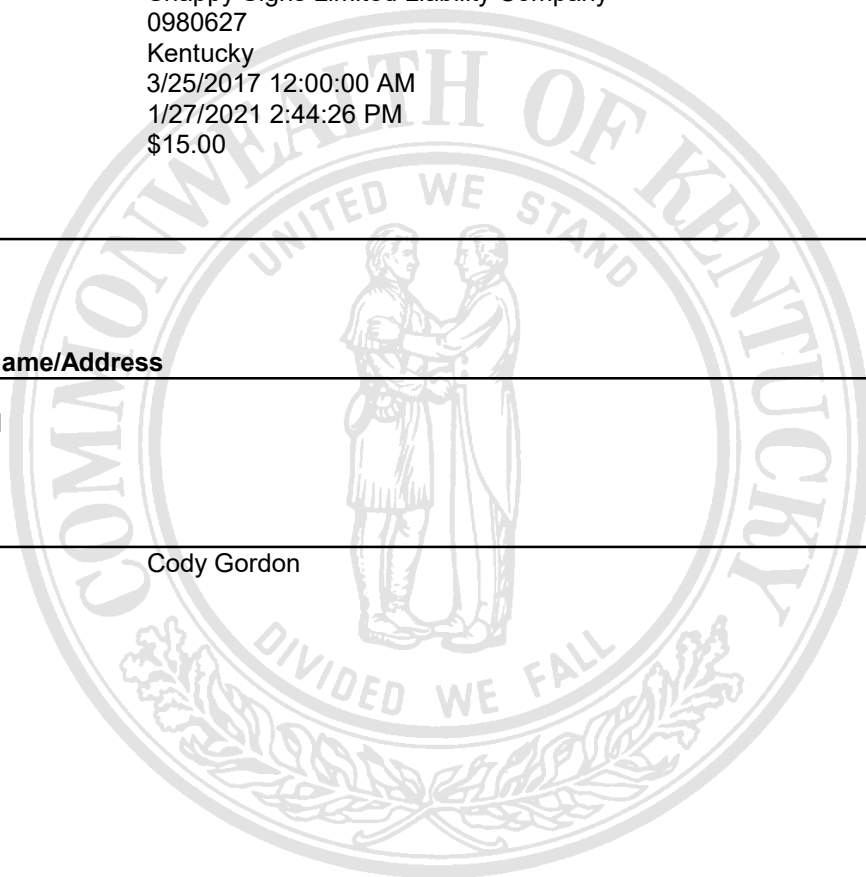 Snappy Signs Limited Liability Company
0980627
Kentucky
3/25/2017 12:00:00 AM
1/27/2021 2:44:26 PM
$15.00
COMMONWEALTH OF KENTUCKY
UNITED WE STAND
ame/Address
Cody Gordon
DIVIDED WE FALL